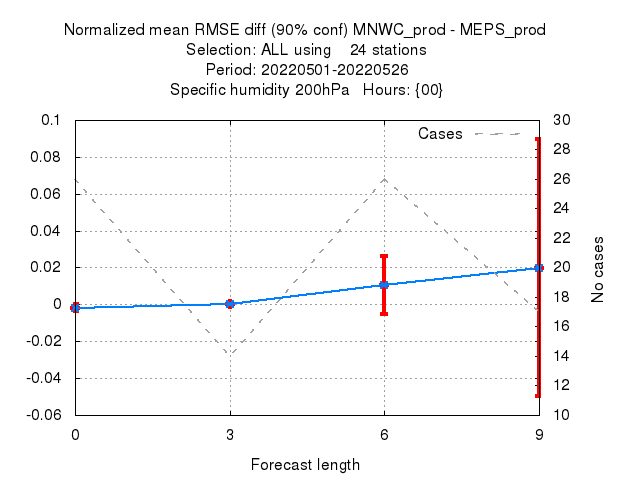 Normalized mean RMSE diff (90% conf) MNWC_prod - MEPS_prod
Selection: ALL using 24 stations
Period: 20220501-20220526
Specific humidity 200hPa Hours: {00}
Cases
0.1
0.08
0.06
0.04
0.02
0
-0.02
-0.04
-0.06
30
28
26
24
22
20
18
16
14
12
10
No cases
0 3 6 9
Forecast length